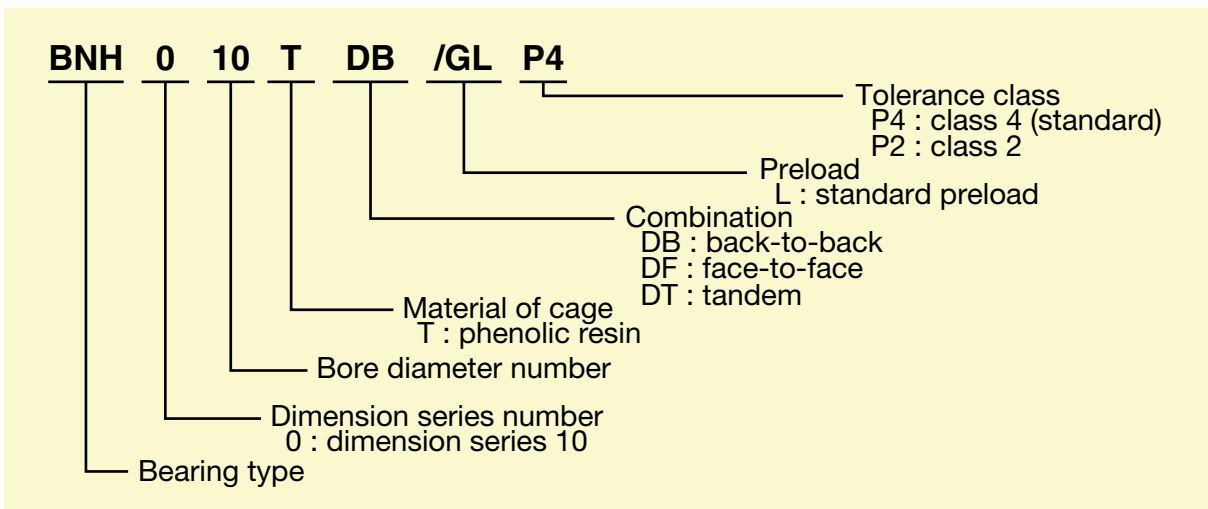 BNH 0 10 T DB /GL P4
Tolerance class
P4 : class 4 (standard)
P2 : class 2
Preload
L : standard preload
Combination
DB : back-to-back
DF : face-to-face
DT : tandem
Material of cage
T : phenolic resin
Bore diameter number
Dimension series number
0 : dimension series 10
Bearing type